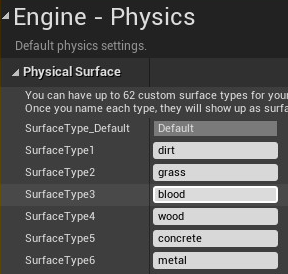 Engine - Physics
Default physics settings.
Physical Surface
You can have up to 62 custom surface types for your
Once you name each type, they will show up as surfa
SurfaceType_Default Default
SurfaceType1 dirt
SurfaceType2 grass
SurfaceType3 blood
SurfaceType4 wood
SurfaceType5 concrete
SurfaceType6 metal